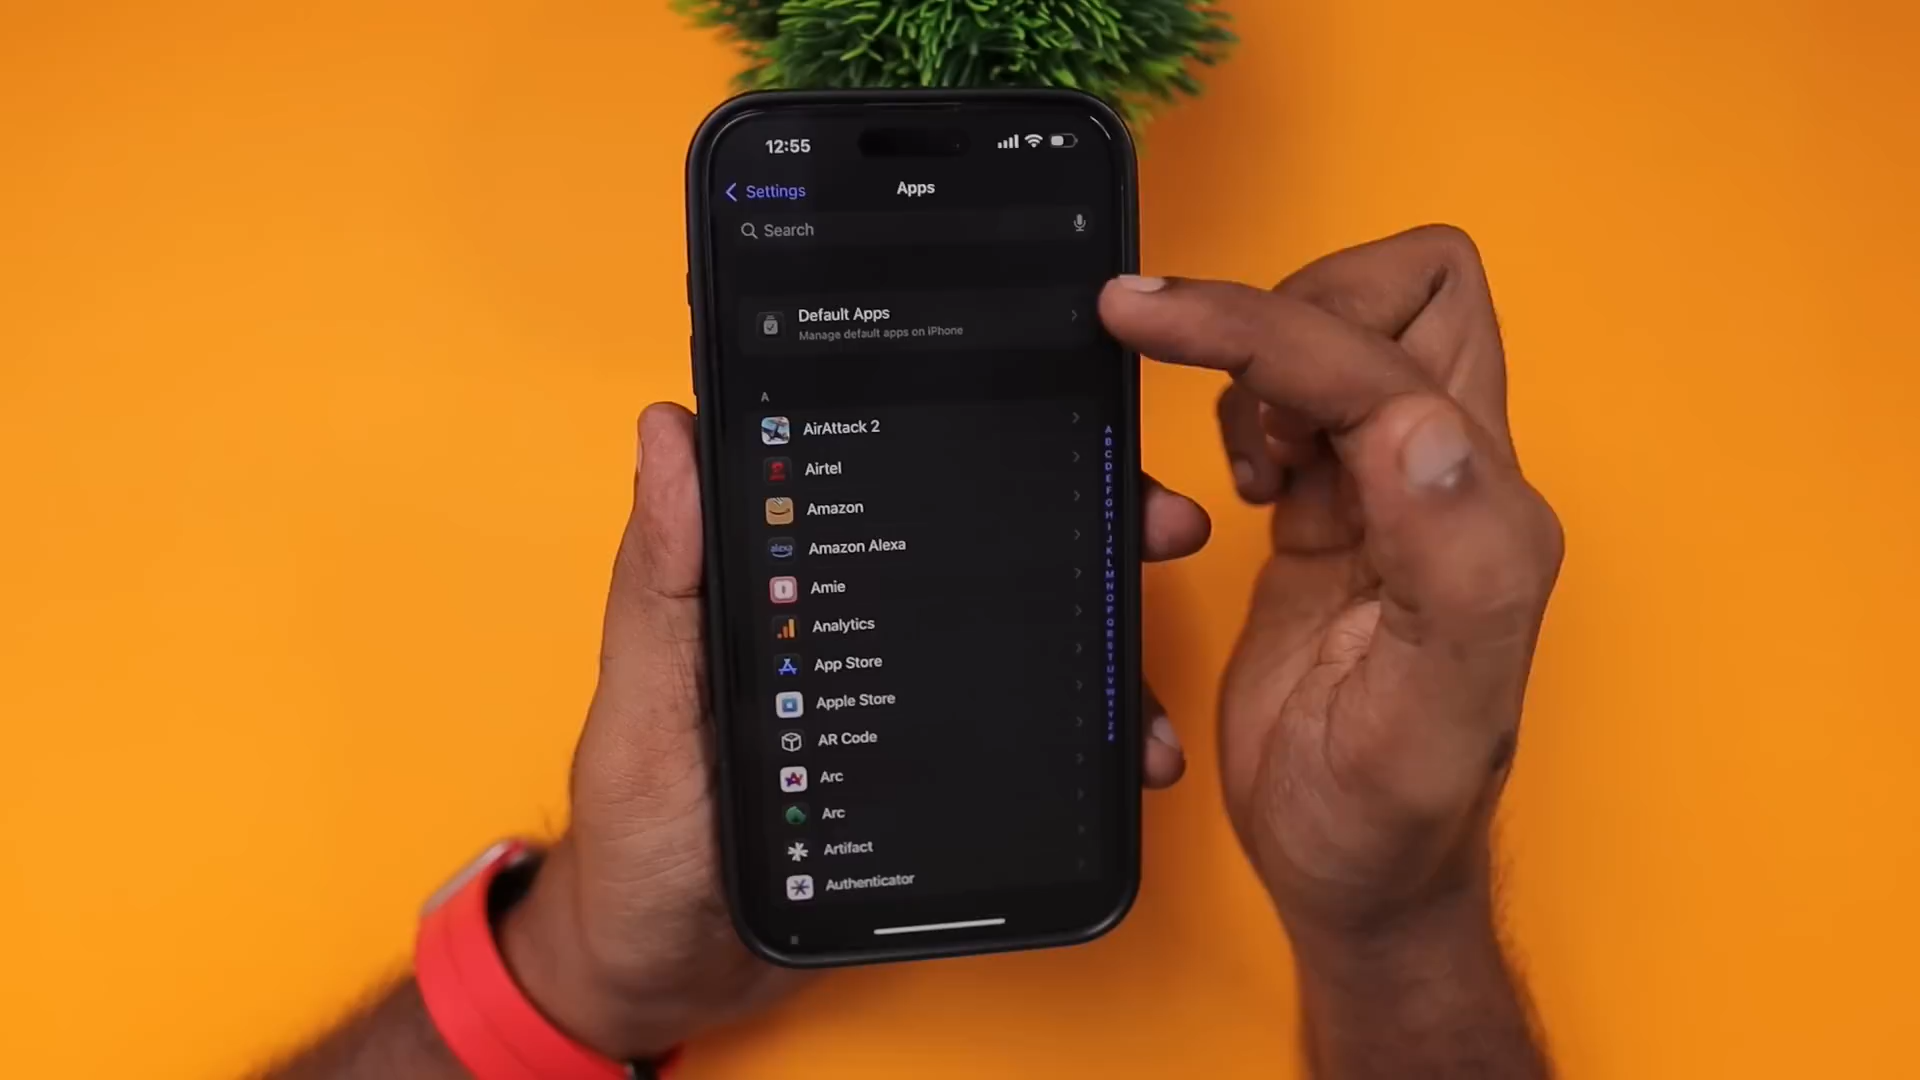 12:55
Settings
Apps
Search
Default Apps
Manage default apps on iPhone
A
AirAttack 2
Airtel
Amazon
alexa
Amazon Alexa
Amie
Analytics
App Store
Apple Store
AR Code
Arc
Arc
Artifact
Authenticator
A
B
C
D
E
F
G
H
I
J
K
L
M
N
O
P
Q
R
S
T
U
V
W
X
Y
Z
#